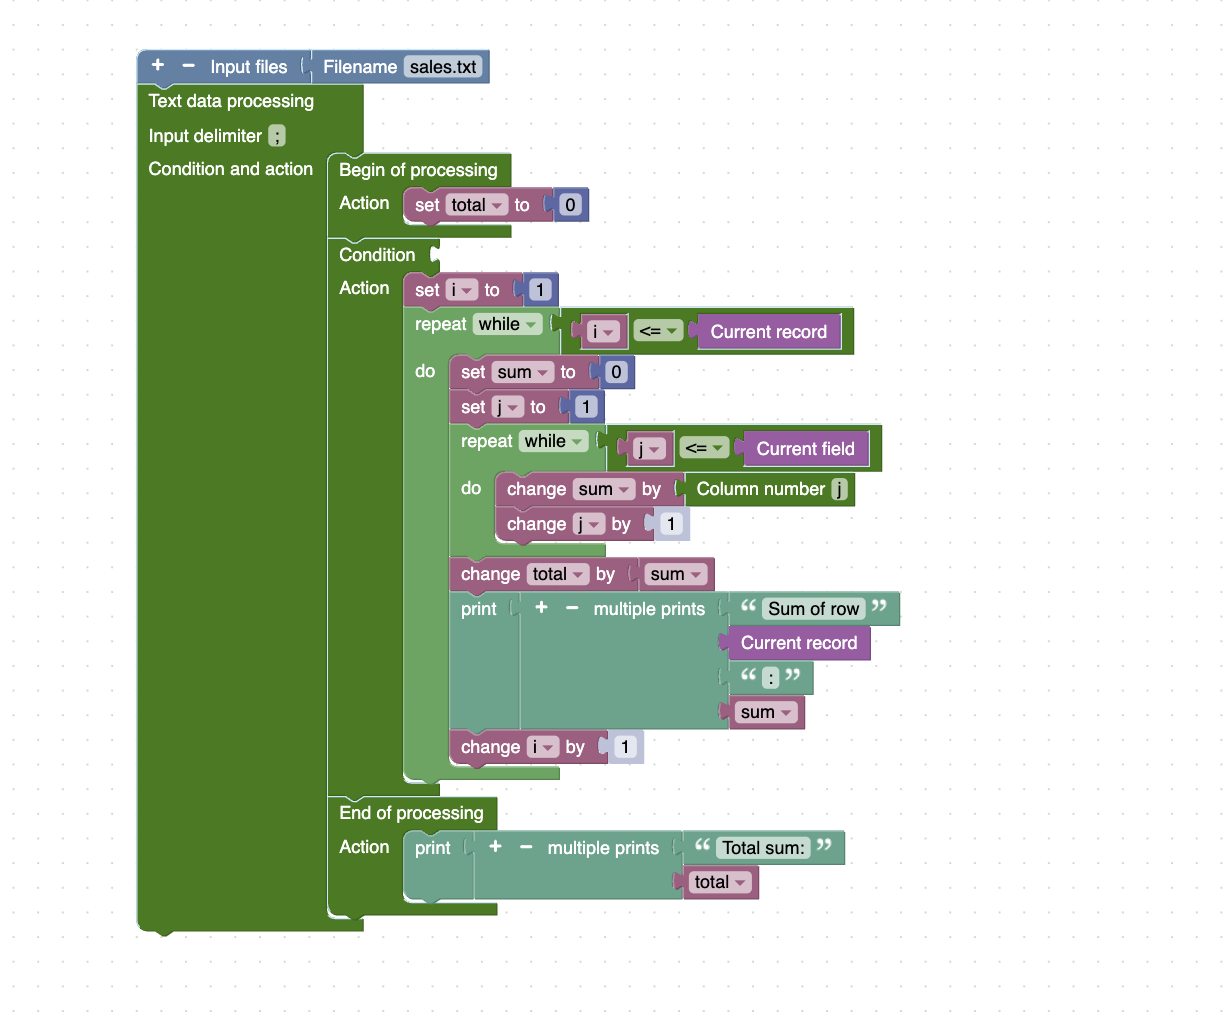 + − Input files Filename sales.txt
Text data processing
Input delimiter ;
Condition and action Begin of processing
Action set total to 0
Condition
Action set i to 1
repeat while i <= Current record
do set sum to 0
set j to 1
repeat while j <= Current field
do change sum by Column number j
change j by 1
change total by sum
print + − multiple prints “ Sum of row ”
Current record
“ : ”
sum
change i by 1
End of processing
Action print + − multiple prints “ Total sum: ”
total